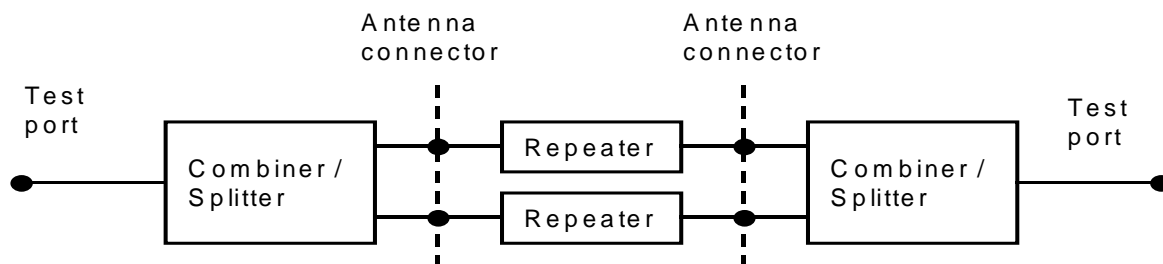 Antenna
connector
Antenna
connector
Test
port
Test
port
Combiner/
Splitter
Repeater
Repeater
Combiner/
Splitter